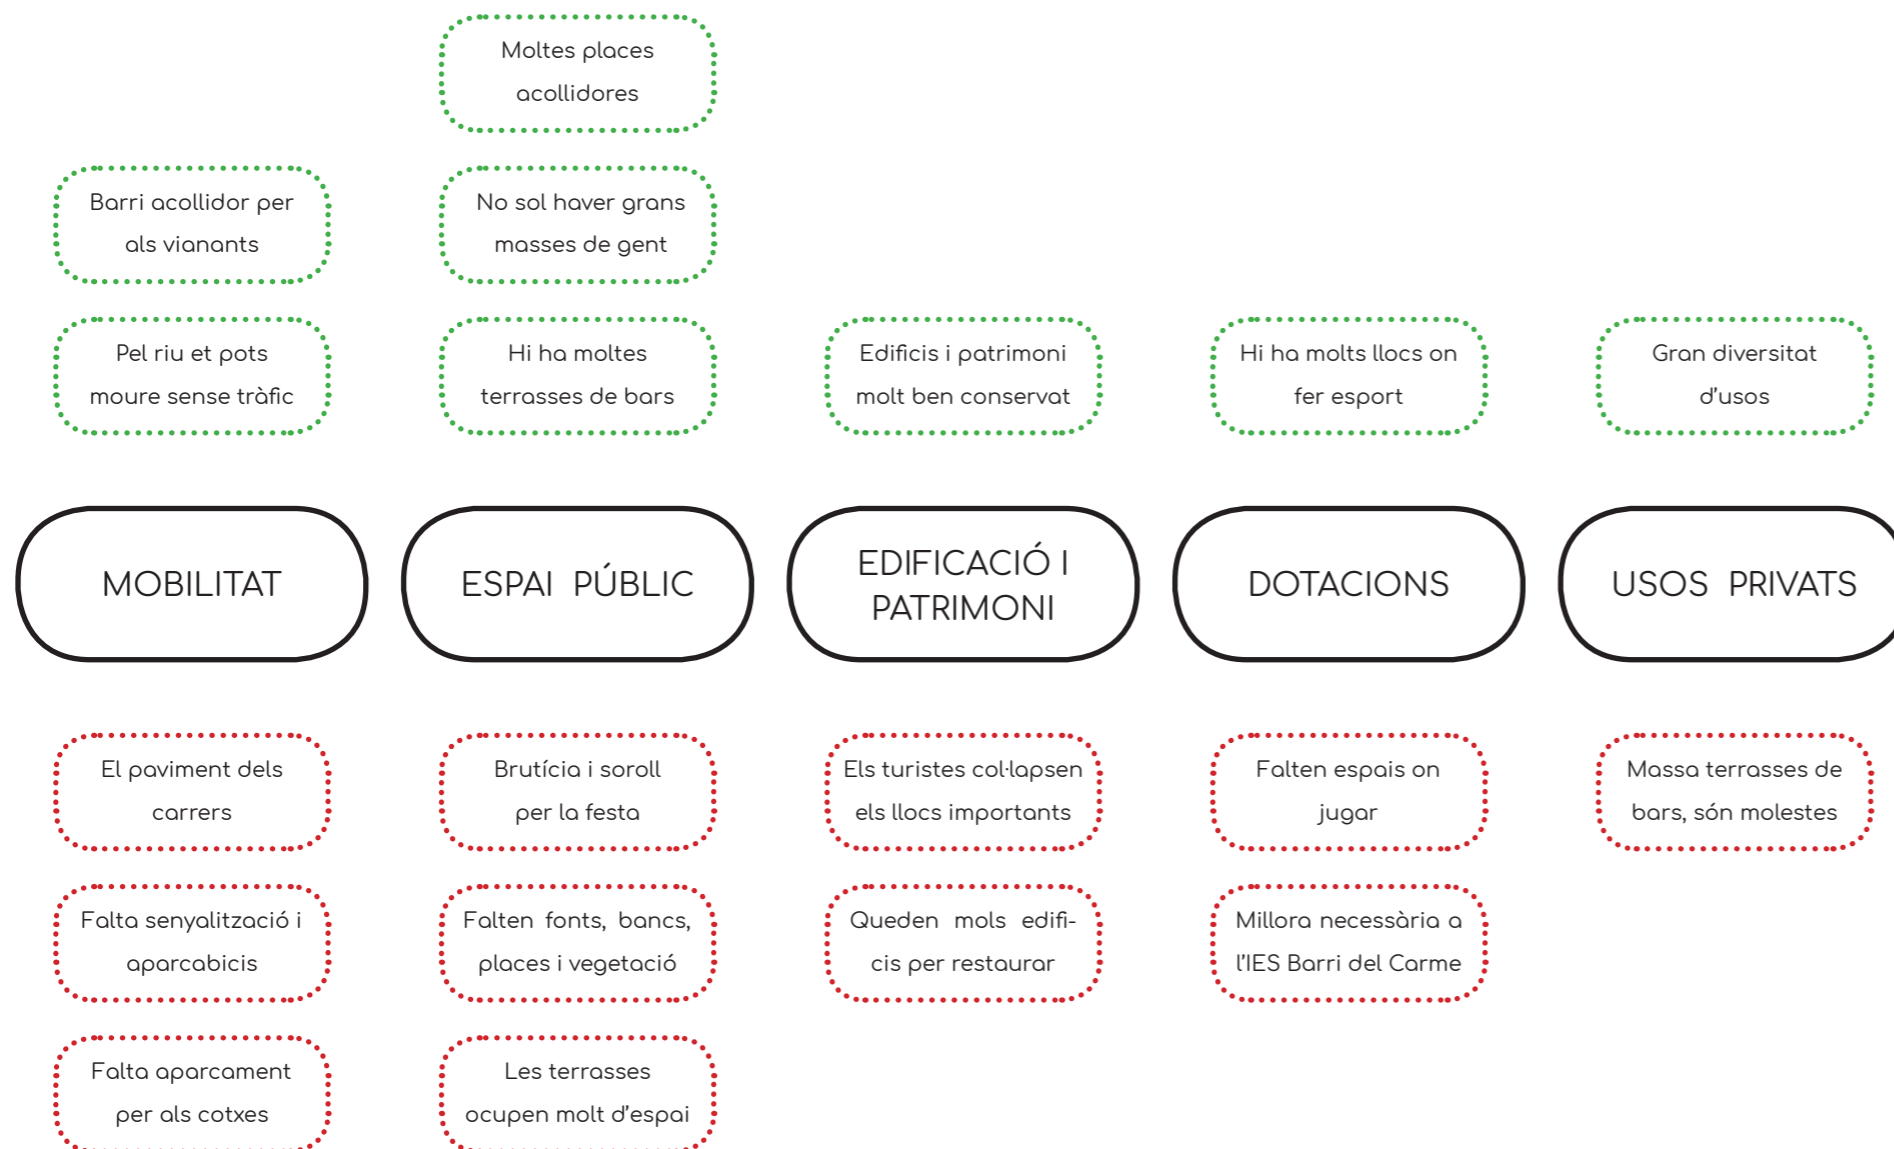 Moltes places
acollidores
Barri acollidor per
als vianants
No sol haver grans
masses de gent
Pel riu et pots
moure sense tràfic
Hi ha moltes
terrasses de bars
Edificis i patrimoni
molt ben conservat
Hi ha molts llocs on
fer esport
Gran diversitat
d'usos
MOBILITAT
ESPAI PÚBLIC
EDIFICACIÓ I
PATRIMONI
DOTACIONS
USOS PRIVATS
El paviment dels
carrers
Brutícia i soroll
per la festa
Els turistes col·lapsen
els llocs importants
Falten espais on
jugar
Massa terrasses de
bars, són molestes
Falta senyalització i
aparcabicis
Falten fonts, bancs,
places i vegetació
Queden mols edifi-
cis per restaurar
Millora necessària a
l'IES Barri del Carme
Falta aparcament
per als cotxes
Les terrasses
ocupen molt d'espai